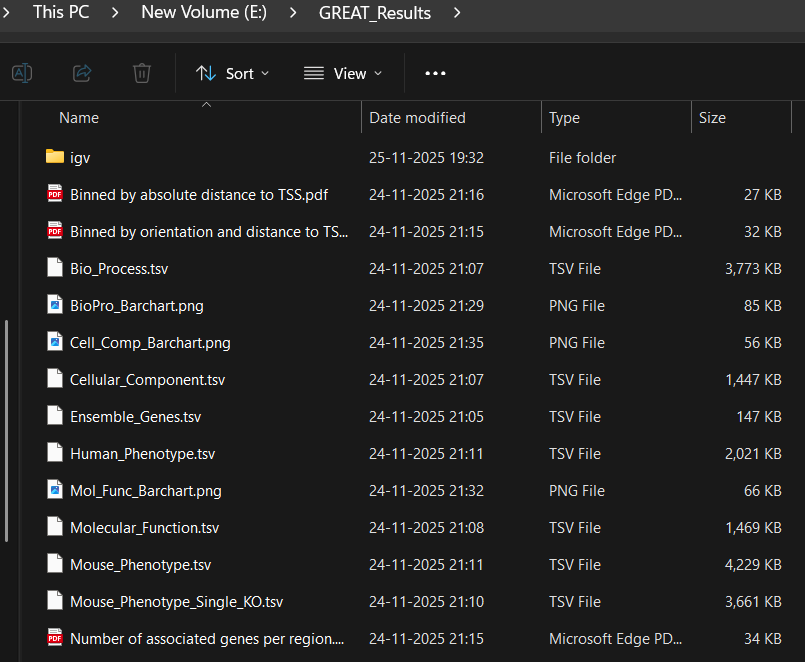 This PC > New Volume (E:) > GREAT_Results >
Sort View
Name Date modified Type Size
igv 25-11-2025 19:32 File folder
Binned by absolute distance to TSS.pdf 24-11-2025 21:16 Microsoft Edge PD... 27 KB
Binned by orientation and distance to TS... 24-11-2025 21:15 Microsoft Edge PD... 32 KB
Bio_Process.tsv 24-11-2025 21:07 TSV File 3,773 KB
BioPro_Barchart.png 24-11-2025 21:29 PNG File 85 KB
Cell_Comp_Barchart.png 24-11-2025 21:35 PNG File 56 KB
Cellular_Component.tsv 24-11-2025 21:07 TSV File 1,447 KB
Ensemble_Genes.tsv 24-11-2025 21:05 TSV File 147 KB
Human_Phenotype.tsv 24-11-2025 21:11 TSV File 2,021 KB
Mol_Func_Barchart.png 24-11-2025 21:32 PNG File 66 KB
Molecular_Function.tsv 24-11-2025 21:08 TSV File 1,469 KB
Mouse_Phenotype.tsv 24-11-2025 21:11 TSV File 4,229 KB
Mouse_Phenotype_Single_KO.tsv 24-11-2025 21:10 TSV File 3,661 KB
Number of associated genes per region.... 24-11-2025 21:15 Microsoft Edge PD... 34 KB